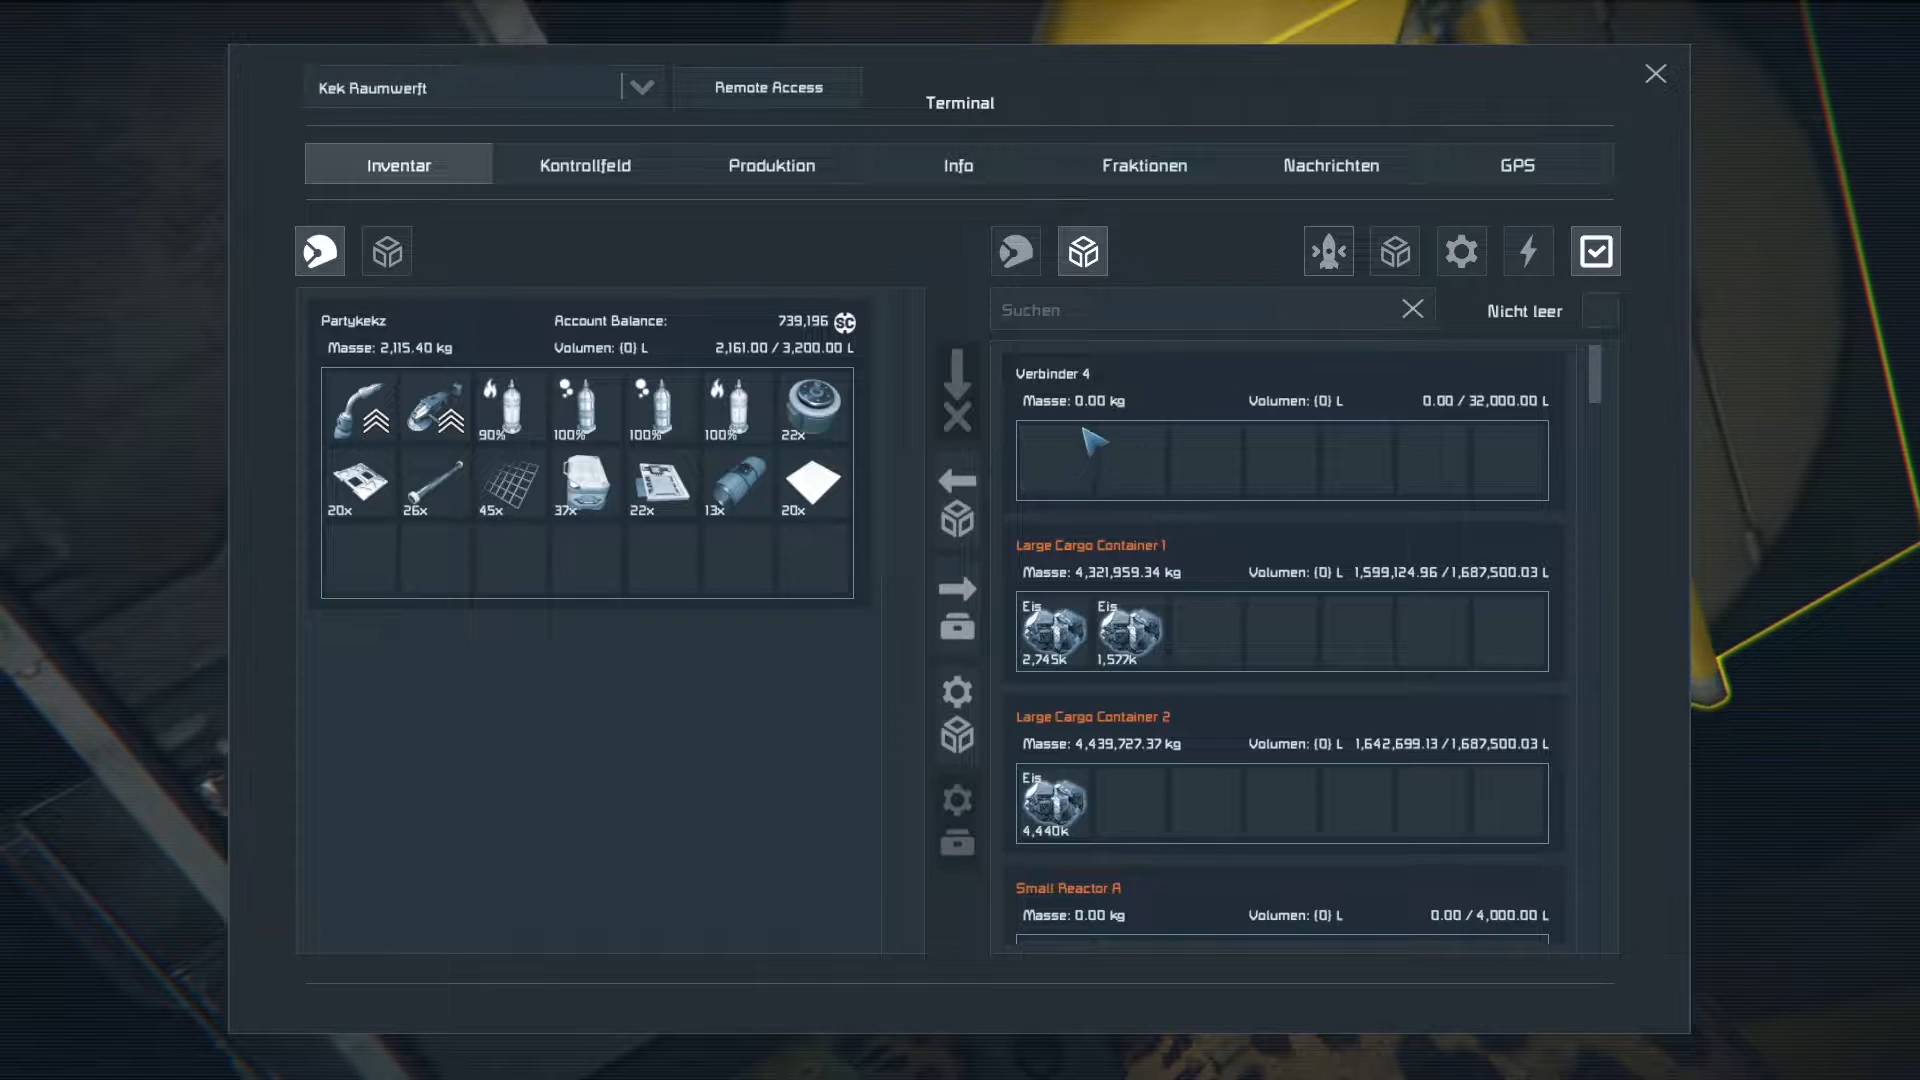 Kek Raumwerft
Remote Access
Terminal
Inventar
Kontrollfeld
Produktion
Info
Fraktionen
Nachrichten
GPS
Partykekz
Account Balance:
739,196 SC
Masse: 2,115.40 kg
Volumen: {0} L
2,161.00 / 3,200.00 L
90%
100%
100%
100%
22x
20x
26x
45x
37x
22x
13x
20x
Suchen
Nicht leer
Verbinder 4
Masse: 0.00 kg
Volumen: {0} L
0.00 / 32,000.00 L
Large Cargo Container 1
Masse: 4,321,959.34 kg
Volumen: {0} L
1,599,124.96 / 1,687,500.03 L
Eis
Eis
2,745k
1,577k
Large Cargo Container 2
Masse: 4,439,727.37 kg
Volumen: {0} L
1,642,699.13 / 1,687,500.03 L
Eis
4,440k
Small Reactor A
Masse: 0.00 kg
Volumen: {0} L
0.00 / 4,000.00 L